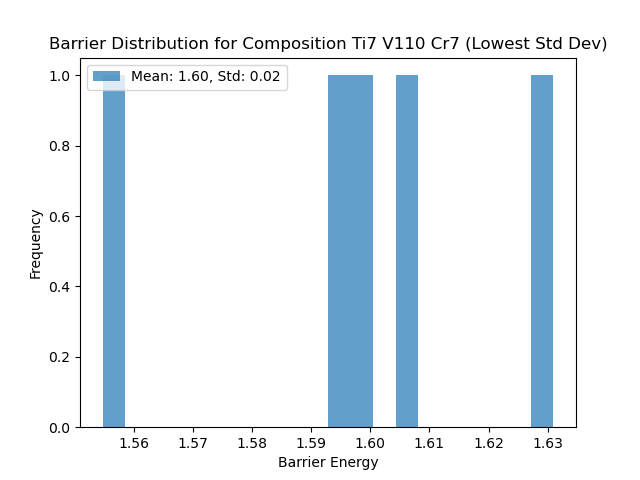 Barrier Distribution for Composition Ti7 V110 Cr7 (Lowest Std Dev)
Mean: 1.60, Std: 0.02
1.0
0.8
0.6
0.4
0.2
0.0
Frequency
1.56 1.57 1.58 1.59 1.60 1.61 1.62 1.63
Barrier Energy